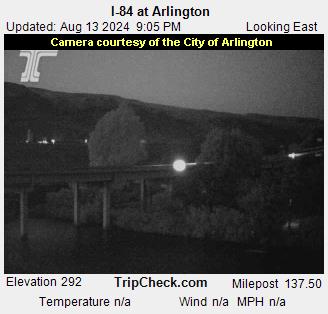 I-84 at Arlington
Updated: Aug 13 2024 9:05 PM Looking East
Camera courtesy of the City of Arlington
Elevation 292 TripCheck.com Milepost 137.50
Temperature n/a Wind n/a MPH n/a